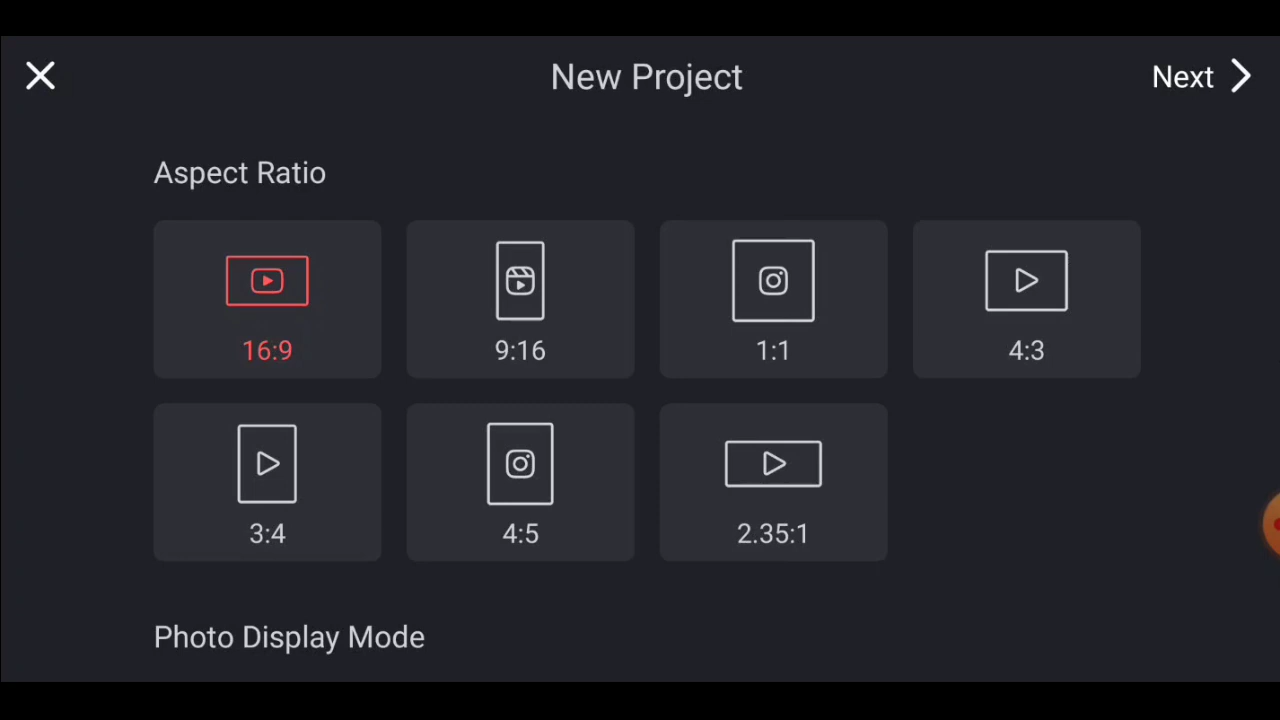 New Project
Next
Aspect Ratio
16:9
9:16
1:1
4:3
3:4
4:5
2.35:1
Photo Display Mode